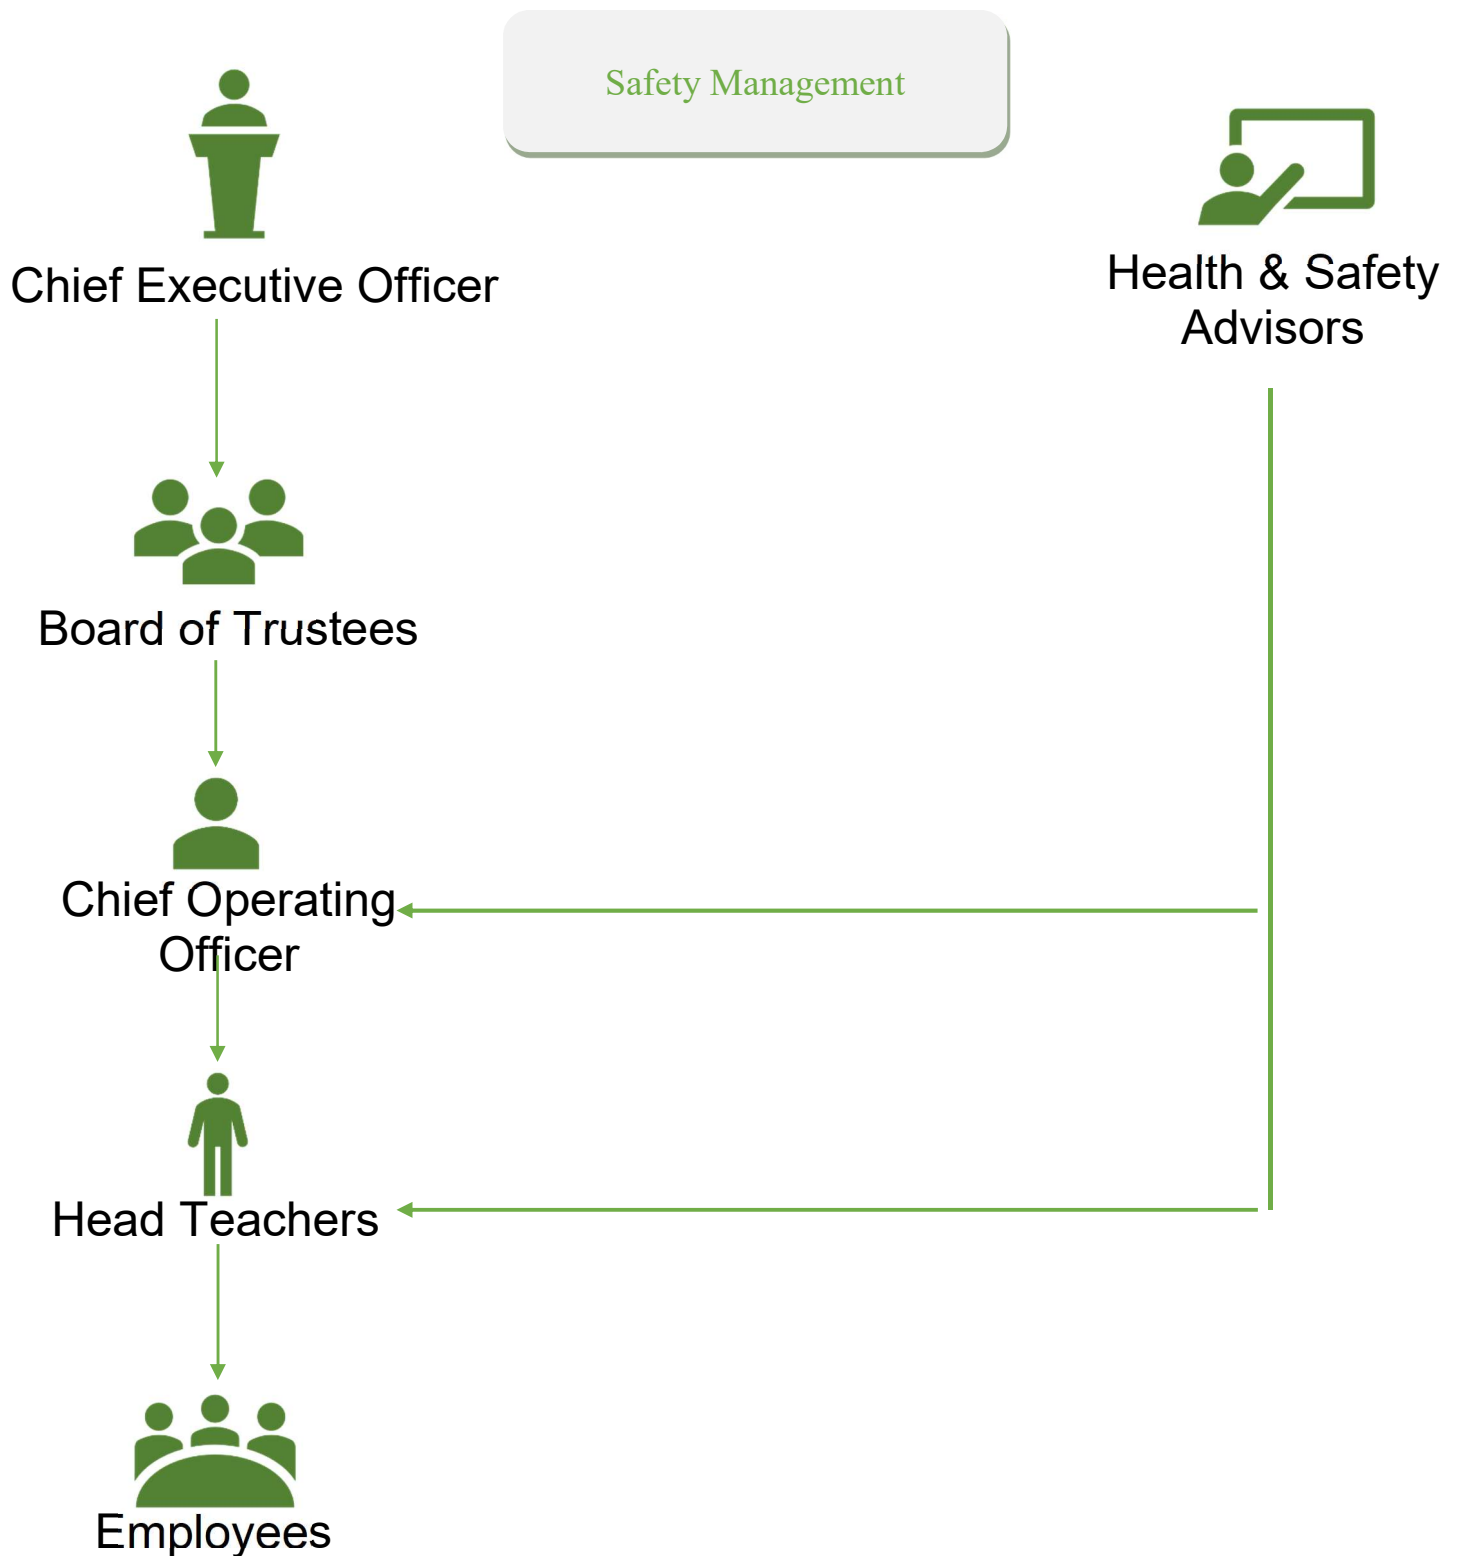 Safety Management
Chief Executive Officer
Health & Safety
Advisors
Board of Trustees
Chief Operating
Officer
Head Teachers
Employees